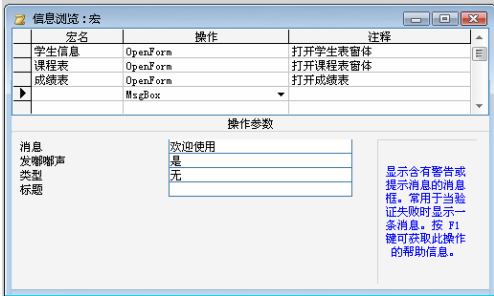 信息浏览 : 宏
宏名 操作 注释
学生信息 OpenForm 打开学生表窗体
课程表 OpenForm 打开课程表窗体
成绩表 OpenForm 打开成绩表
MsgBox
操作参数
消息 欢迎使用
发嘟嘟声 是
类型 无
标题
显示含有警告或
提示消息的消息
框。常用于当验
证失败时显示一
条消息。按 F1
键可获取此操作
的帮助信息。